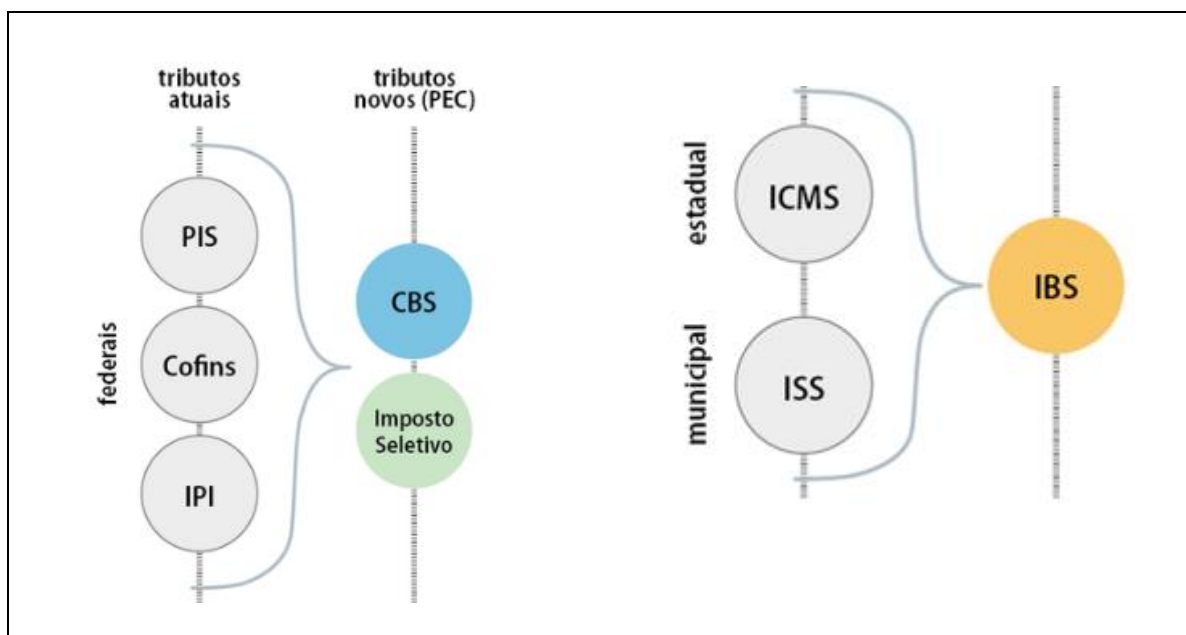 tributos
atuais
tributos
novos (PEC)
federais
PIS
Cofins
IPI
CBS
Imposto
Seletivo
estadual
ICMS
municipal
ISS
IBS